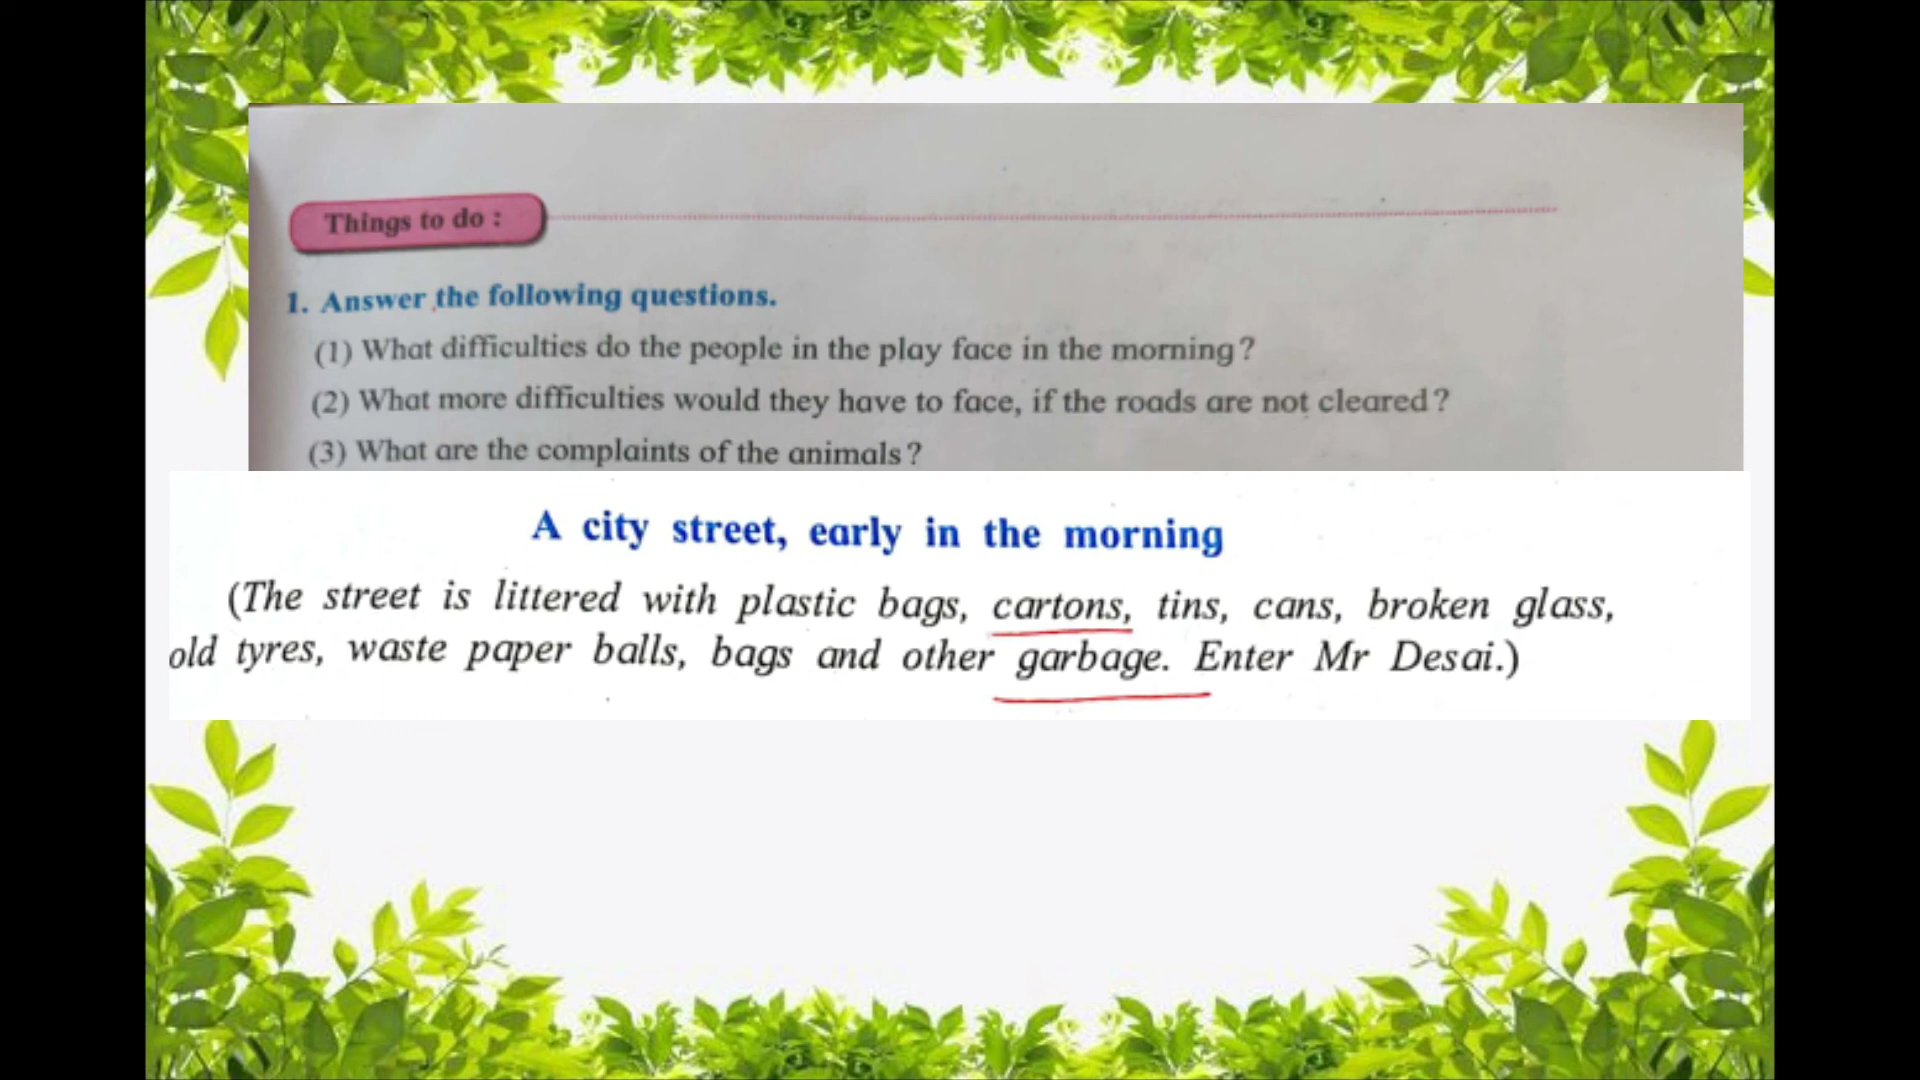 Things to do :
1. Answer the following questions.
(1) What difficulties do the people in the play face in the morning?
(2) What more difficulties would they have to face, if the roads are not cleared?
(3) What are the complaints of the animals?
A city street, early in the morning
(The street is littered with plastic bags, cartons, tins, cans, broken glass,
old tyres, waste paper balls, bags and other garbage. Enter Mr Desai.)